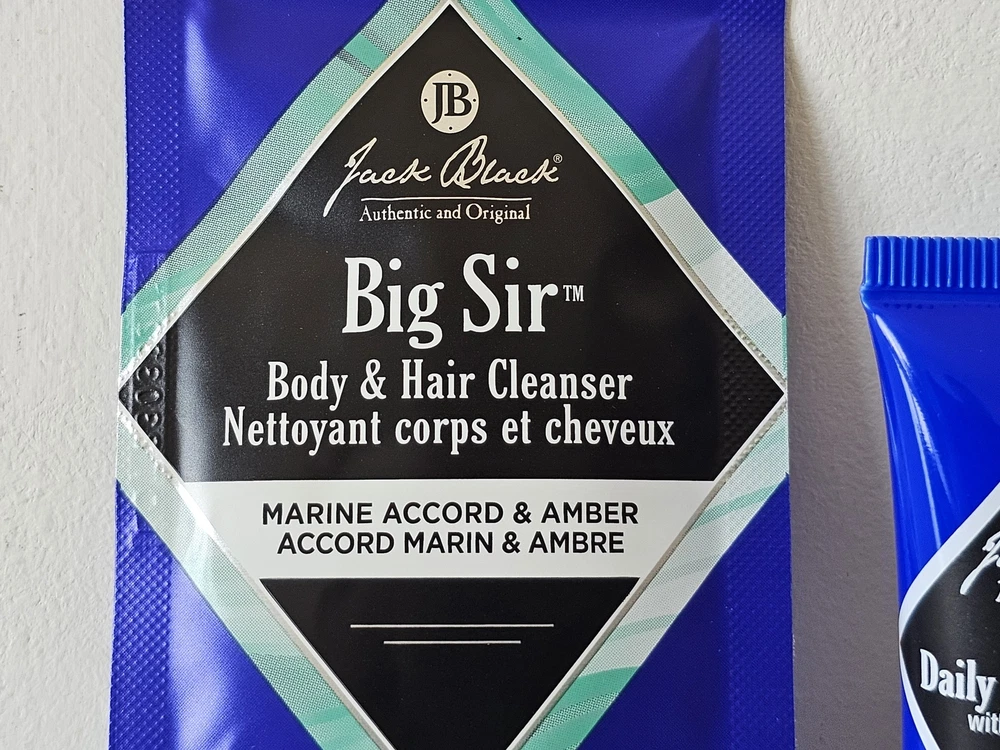 JB
Jack Black®
Authentic and Original
Big Sir™
Body & Hair Cleanser
Nettoyant corps et cheveux
MARINE ACCORD & AMBER
ACCORD MARIN & AMBRE
Daily